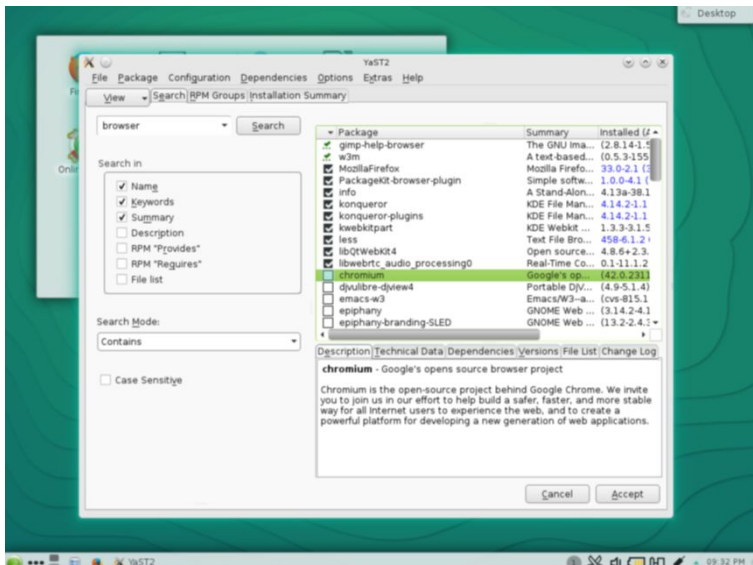 Desktop
YaST2
File Package Configuration Dependencies Options Extras Help
View Search RPM Groups Installation Summary
browser Search
Search in
Name
Keywords
Summary
Description
RPM "Provides"
RPM "Requires"
File list
Search Mode:
Contains
Case Sensitive
Package Summary Installed (A
gimp-help-browser The GNU Ima... (2.8.14-1.5
w3m A text-based... (0.5.3-155
MozillaFirefox Mozilla Firefo... 33.0-2.1 (3
PackageKit-browser-plugin Simple softw... 1.0.0-4.1 (
info A Stand-Alon... 4.13a-38.1
konqueror KDE File Man... 4.14.2-1.1
konqueror-plugins KDE File Man... 4.14.2-1.1
kwebkitpart KDE Webkit ... 1.3.3-1.5
less Text File Bro... 458-6.1.2
libQtWebKit4 Open source... 4.8.6+2.3.
libwebrtc_audio_processing0 Real-Time Co... 0.1-11.1.2
chromium Google's op... (42.0.2311
djvulibre-djview4 Portable DjV... (4.9-5.1.4)
emacs-w3 Emacs/W3--a... (cvs-815.1
epiphany GNOME Web ... (3.14.2-4.1
epiphany-branding-SLED GNOME Web ... (13.2-2.4.
Description Technical Data Dependencies Versions File List Change Log
chromium - Google's opens source browser project
Chromium is the open-source project behind Google Chrome. We invite
you to join us in our effort to help build a safer, faster, and more stable
way for all Internet users to experience the web, and to create a
powerful platform for developing a new generation of web applications.
Cancel Accept
YaST2 09:32 PM